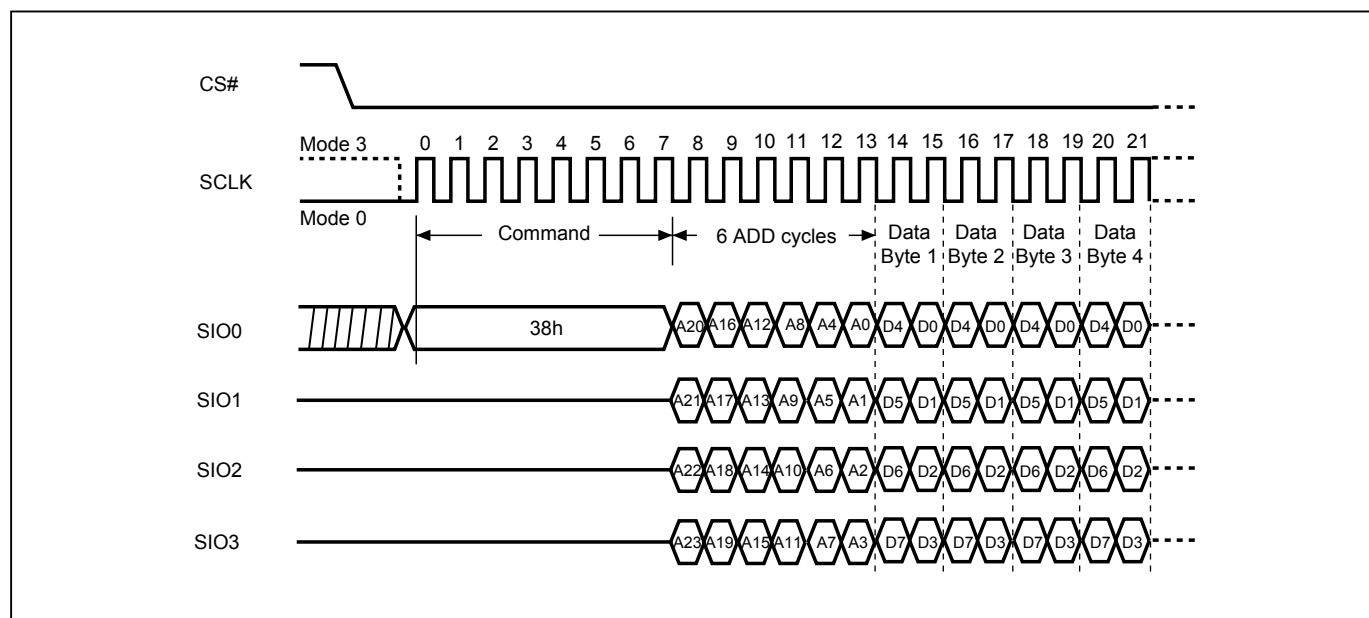 CS#
Mode 3
0 1 2 3 4 5 6 7 8 9 10 11 12 13 14 15 16 17 18 19 20 21
SCLK
Mode 0
Command 6 ADD cycles Data Data Data Data
Byte 1 Byte 2 Byte 3 Byte 4
SIO0 38h A20 A16 A12 A8 A4 A0 D4 D0 D4 D0 D4 D0 D4 D0
SIO1 A21 A17 A13 A9 A5 A1 D5 D1 D5 D1 D5 D1 D5 D1
SIO2 A22 A18 A14 A10 A6 A2 D6 D2 D6 D2 D6 D2 D6 D2
SIO3 A23 A19 A15 A11 A7 A3 D7 D3 D7 D3 D7 D3 D7 D3